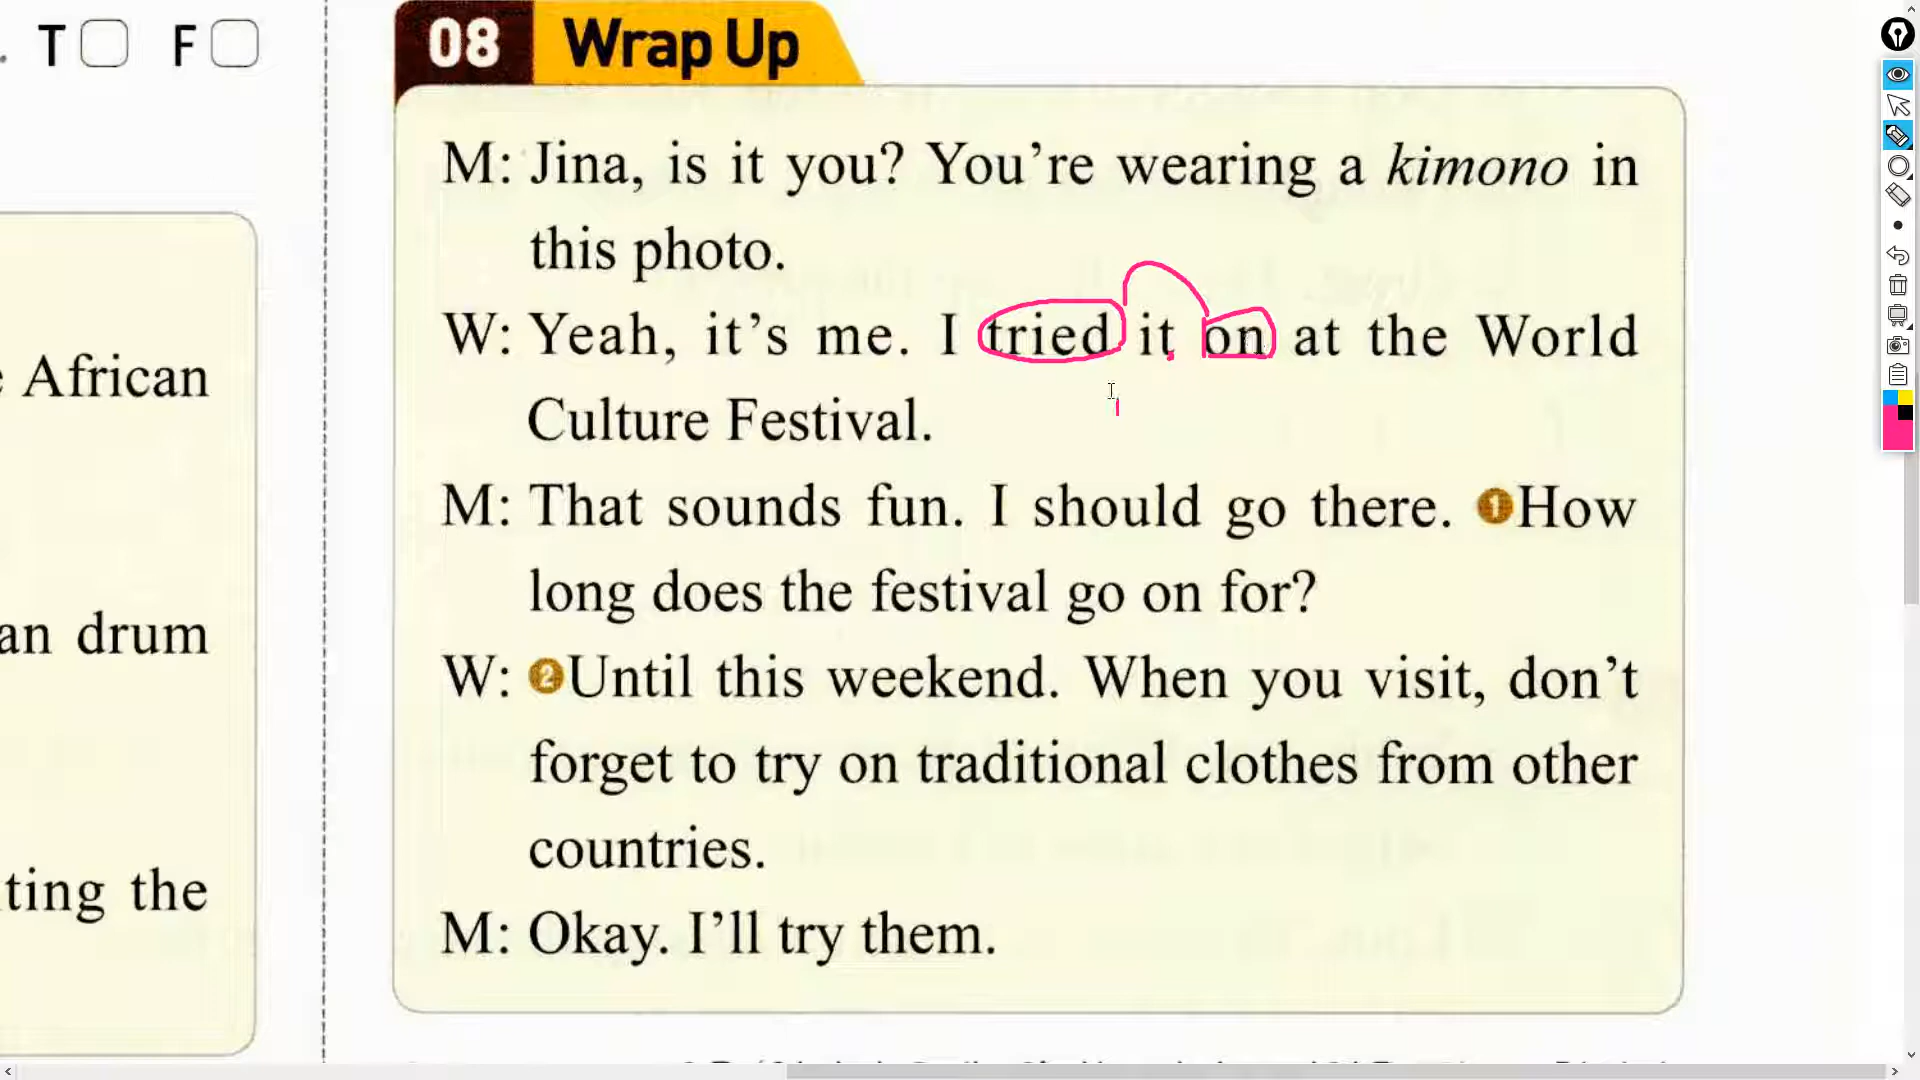 . T F
08 Wrap Up
M: Jina, is it you? You're wearing a kimono in
this photo.
W: Yeah, it's me. I tried it on at the World
Culture Festival.
M: That sounds fun. I should go there. ❶How
long does the festival go on for?
W: ❷Until this weekend. When you visit, don't
forget to try on traditional clothes from other
countries.
M: Okay. I'll try them.
African
an drum
ting the